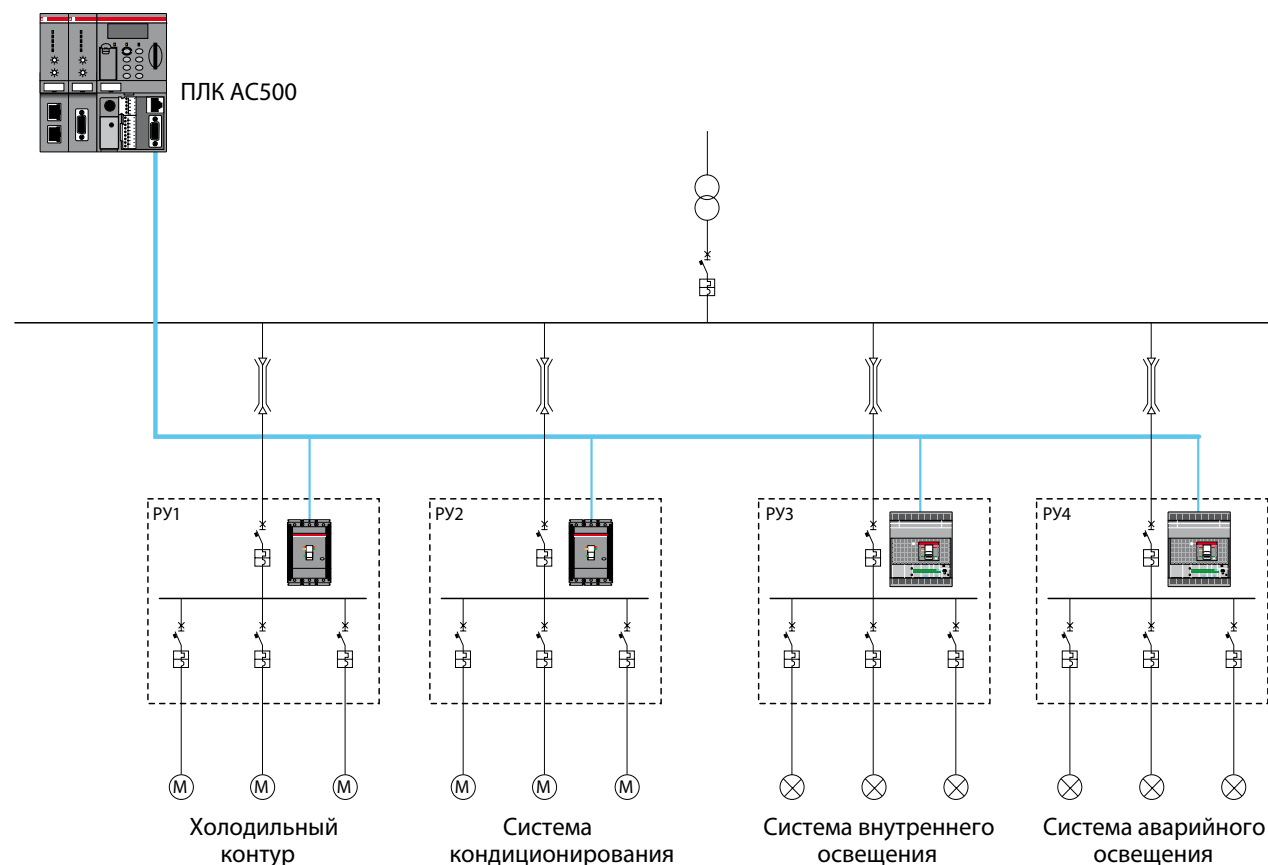 ПЛК AC500
РУ1
РУ2
РУ3
РУ4
M
M
M
M
M
M
Холодильный
контур
Система
кондиционирования
Система внутреннего
освещения
Система аварийного
освещения